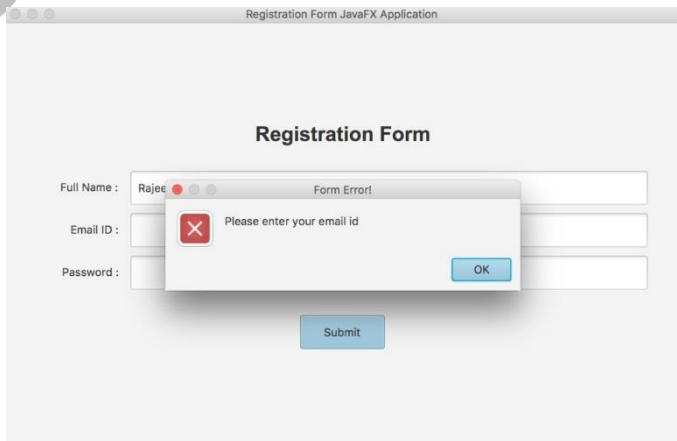 Registration Form JavaFX Application
Registration Form
Full Name :
Form Error!
Please enter your email id
Email ID :
OK
Password :
Submit